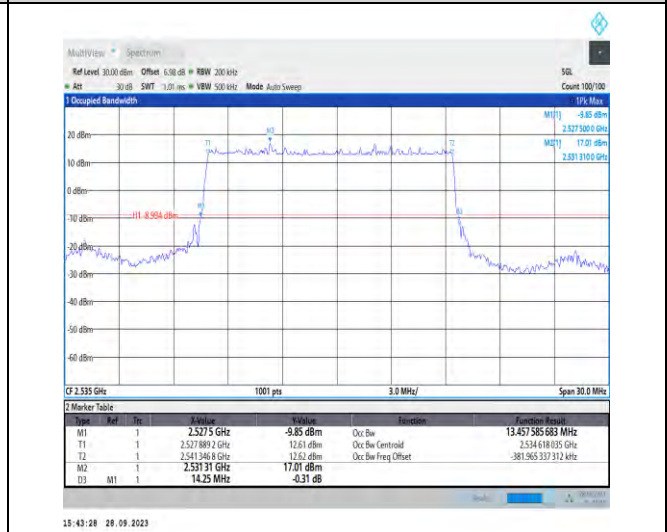 MultiView Spectrum
Ref Level 30.00 dBm Offset 6.98 dB RBW 200 kHz SGL
Att 30 dB SWT 1.01 ms VBW 500 kHz Mode Auto Sweep Count 100/100
1 Occupied Bandwidth 1Pk Max
M1[1] -9.85 dBm
2.527 500 0 GHz
M2[1] 17.01 dBm
2.531 310 0 GHz
M2
T1 T2
20 dBm
10 dBm
0 dBm
M1
H1 -8.984 dBm
-10 dBm
-20 dBm
-30 dBm
-40 dBm
-50 dBm
-60 dBm
CF 2.535 GHz 1001 pts 3.0 MHz/ Span 30.0 MHz
2 Marker Table
Type Ref Trc X-Value Y-Value Function Function Result
M1 1 2.527 5 GHz -9.85 dBm Occ Bw 13.457 585 683 MHz
T1 1 2.527 889 2 GHz 12.61 dBm Occ Bw Centroid 2.534 618 035 GHz
T2 1 2.541 346 8 GHz 12.62 dBm Occ Bw Freq Offset -381.965 337 312 kHz
M2 1 2.531 31 GHz 17.01 dBm
D3 M1 1 14.25 MHz -0.31 dB
15:43:28 28.09.2023